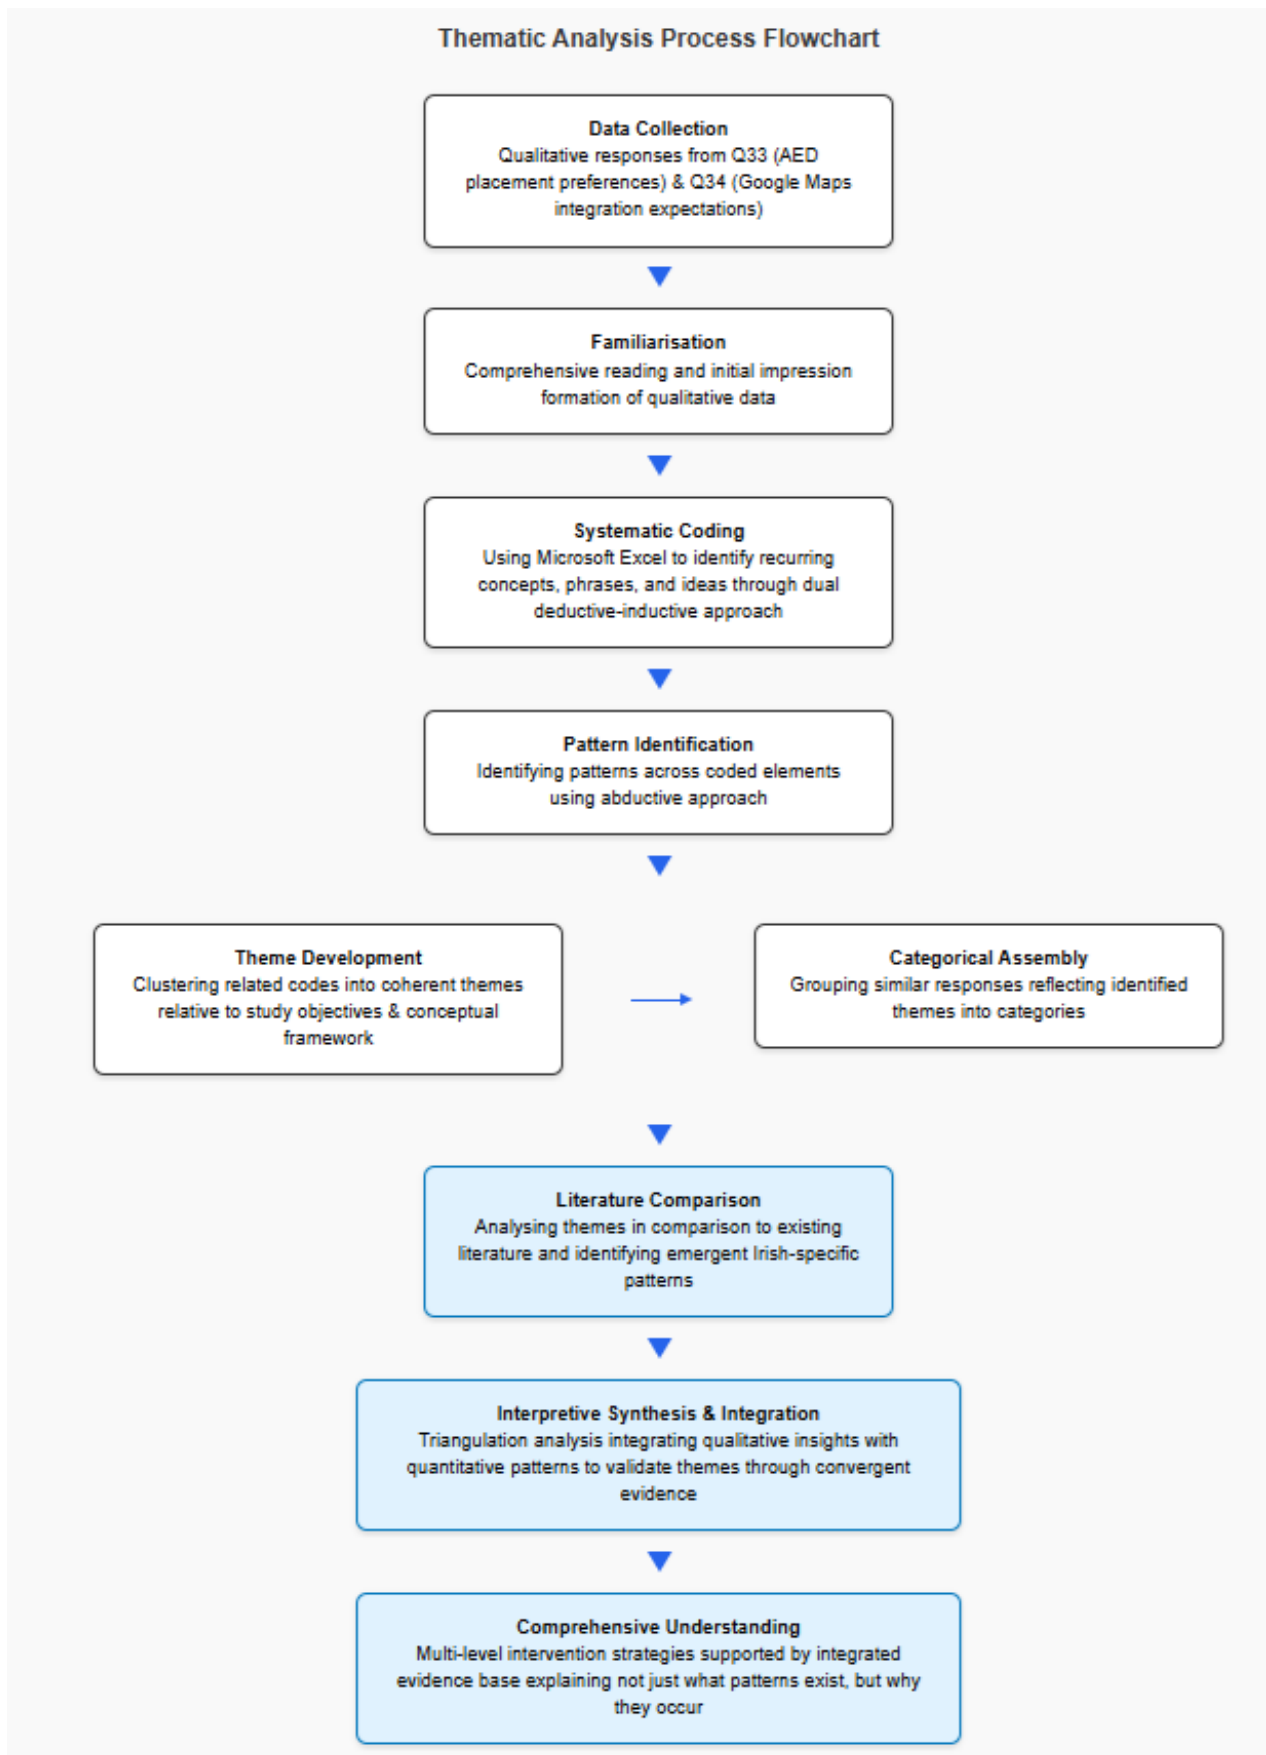 Thematic Analysis Process Flowchart
Data Collection
Qualitative responses from Q33 (AED
placement preferences) & Q34 (Google Maps
integration expectations)
Familiarisation
Comprehensive reading and initial impression
formation of qualitative data
Systematic Coding
Using Microsoft Excel to identify recurring
concepts, phrases, and ideas through dual
deductive-inductive approach
Pattern Identification
Identifying patterns across coded elements
using abductive approach
Theme Development
Clustering related codes into coherent themes
relative to study objectives & conceptual
framework
Categorical Assembly
Grouping similar responses reflecting identified
themes into categories
Literature Comparison
Analysing themes in comparison to existing
literature and identifying emergent Irish-specific
patterns
Interpretive Synthesis & Integration
Triangulation analysis integrating qualitative insights with
quantitative patterns to validate themes through convergent
evidence
Comprehensive Understanding
Multi-level intervention strategies supported by integrated
evidence base explaining not just what patterns exist, but why
they occur